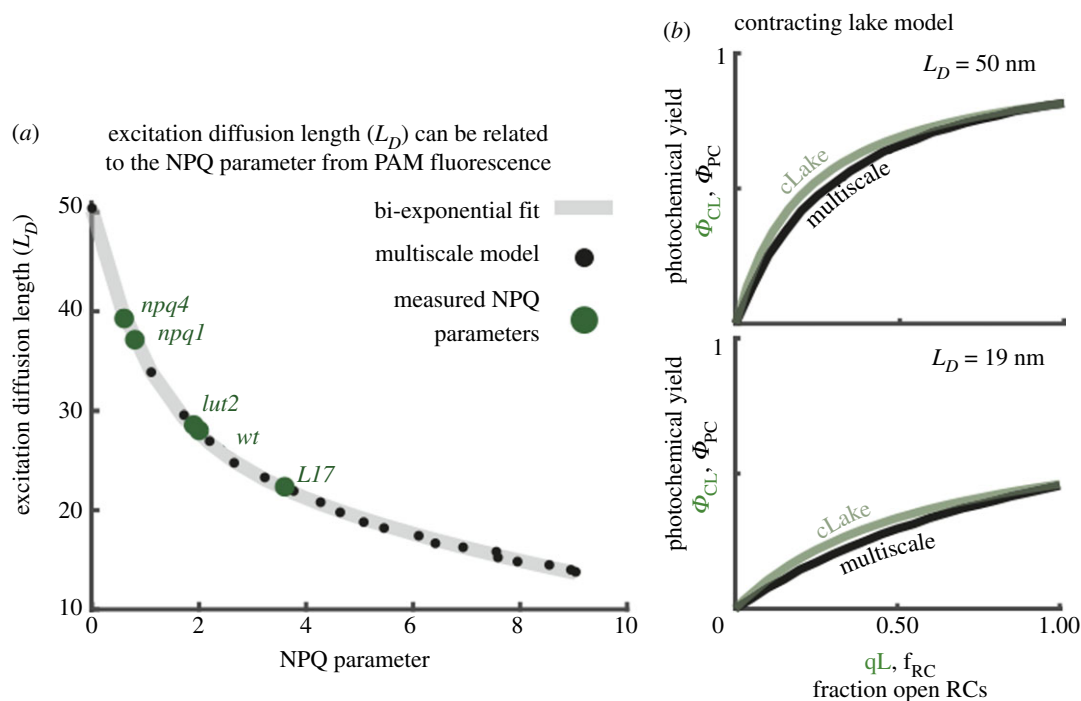 (a)
excitation diffusion length (L_D) can be related
to the NPQ parameter from PAM fluorescence
excitation diffusion length (L_D)
50
40
30
20
10
0
2
4
6
8
10
NPQ parameter
bi-exponential fit
multiscale model
measured NPQ
parameters
npq4
npq1
lut2
wt
L17
(b)
contracting lake model
1
L_D = 50 nm
photochemical yield
Φ_CL, Φ_PC
cLake
multiscale
1
L_D = 19 nm
photochemical yield
Φ_CL, Φ_PC
cLake
multiscale
0
0
0.50
1.00
qL, f_RC
fraction open RCs